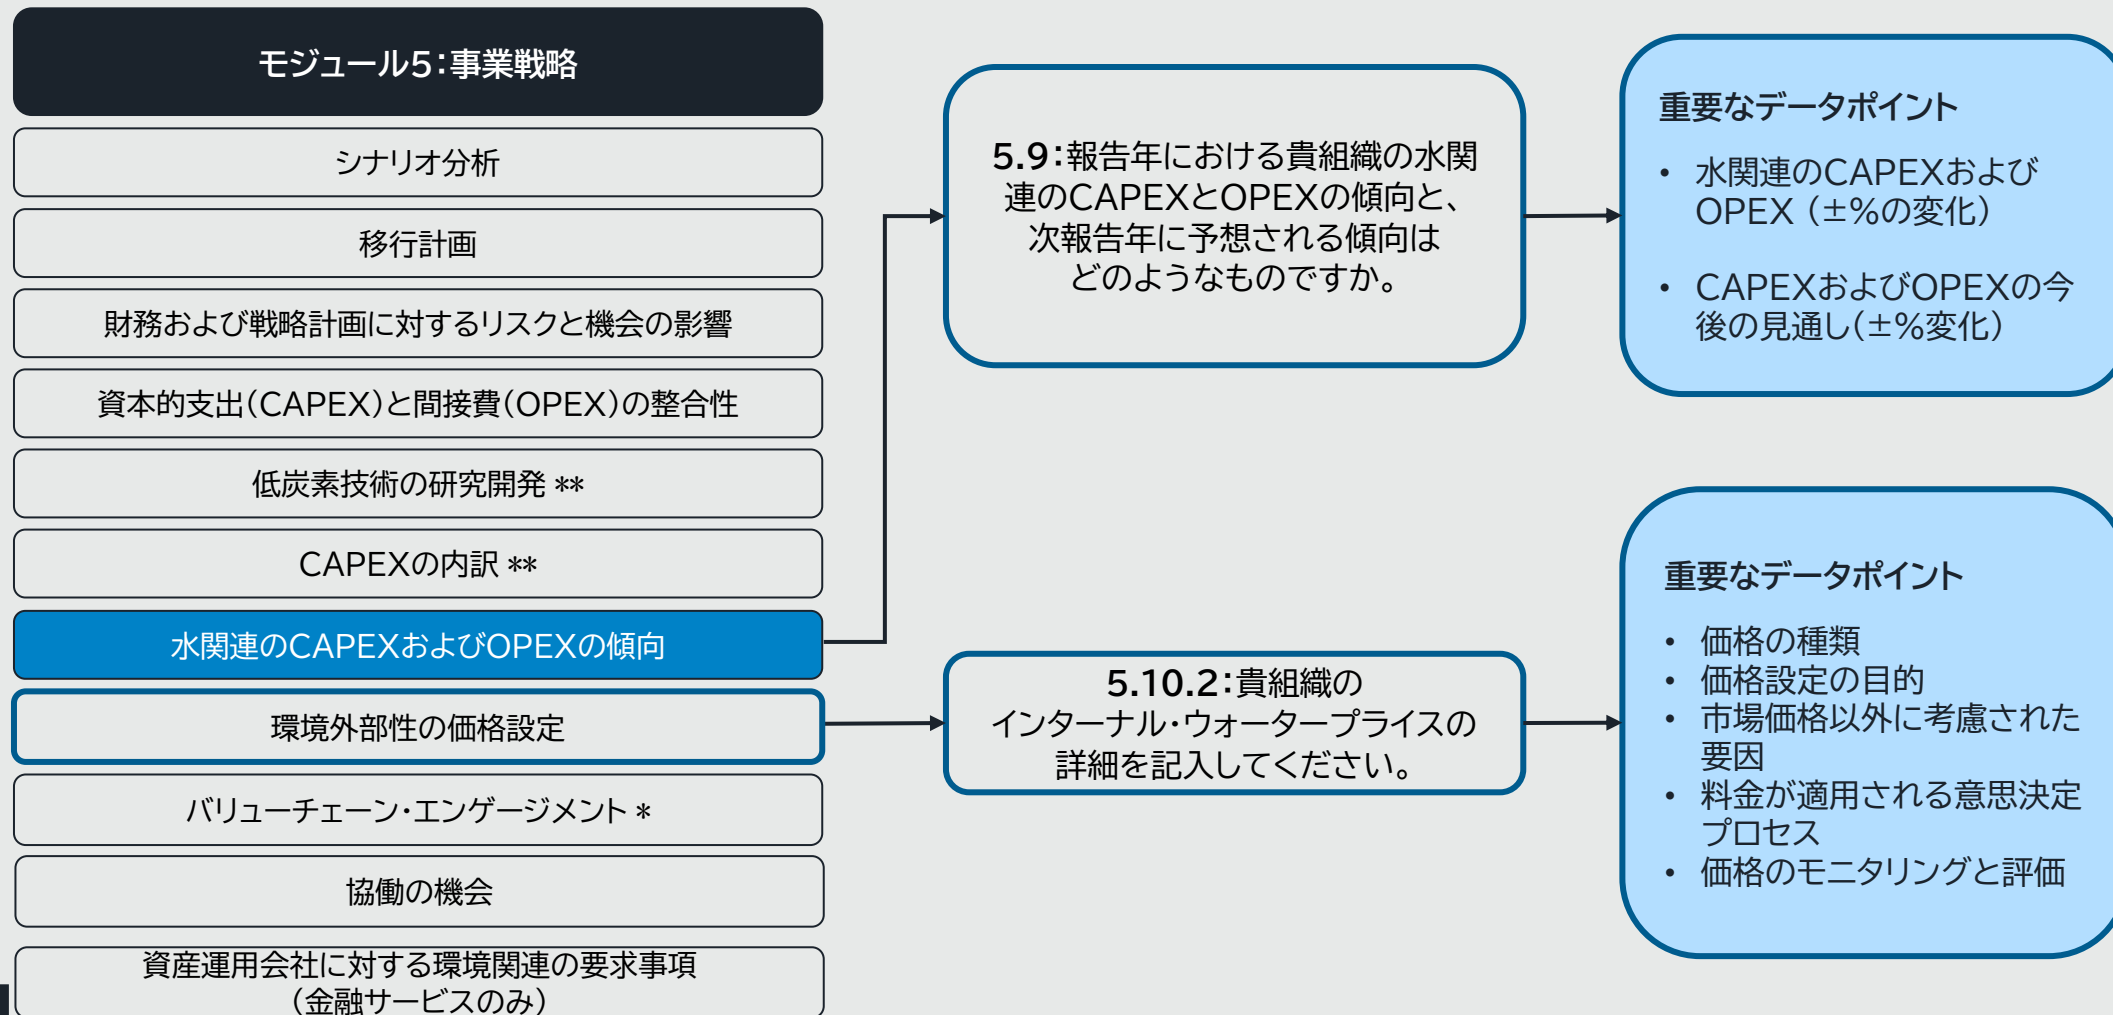 モジュール5：事業戦略
シナリオ分析
移行計画
財務および戦略計画に対するリスクと機会の影響
資本的支出（CAPEX）と間接費（OPEX）の整合性
低炭素技術の研究開発 **
CAPEXの内訳 **
水関連のCAPEXおよびOPEXの傾向
環境外部性の価格設定
バリューチェーン・エンゲージメント *
協働の機会
資産運用会社に対する環境関連の要求事項
（金融サービスのみ）
5.9：報告年における貴組織の水関
連のCAPEXとOPEXの傾向と、
次報告年に予想される傾向は
どのようなものですか。
重要なデータポイント
• 水関連のCAPEXおよび
OPEX（±%の変化）
• CAPEXおよびOPEXの今
後の見通し（±%変化）
5.10.2：貴組織の
インターナル・ウォータープライスの
詳細を記入してください。
重要なデータポイント
• 価格の種類
• 価格設定の目的
• 市場価格以外に考慮された
要因
• 料金が適用される意思決定
プロセス
• 価格のモニタリングと評価